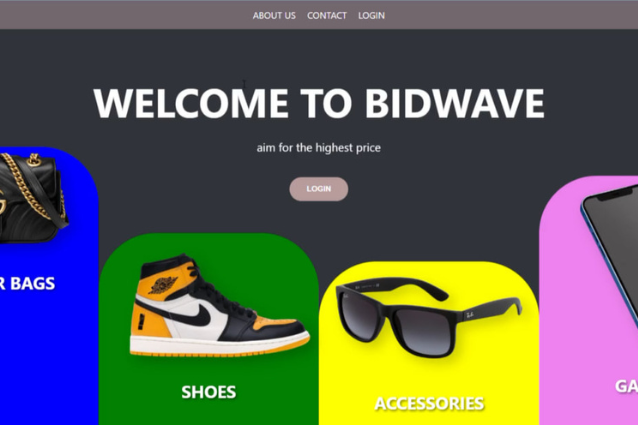 ABOUT US CONTACT LOGIN
WELCOME TO BIDWAVE
aim for the highest price
LOGIN
R BAGS
SHOES
ACCESSORIES
GA